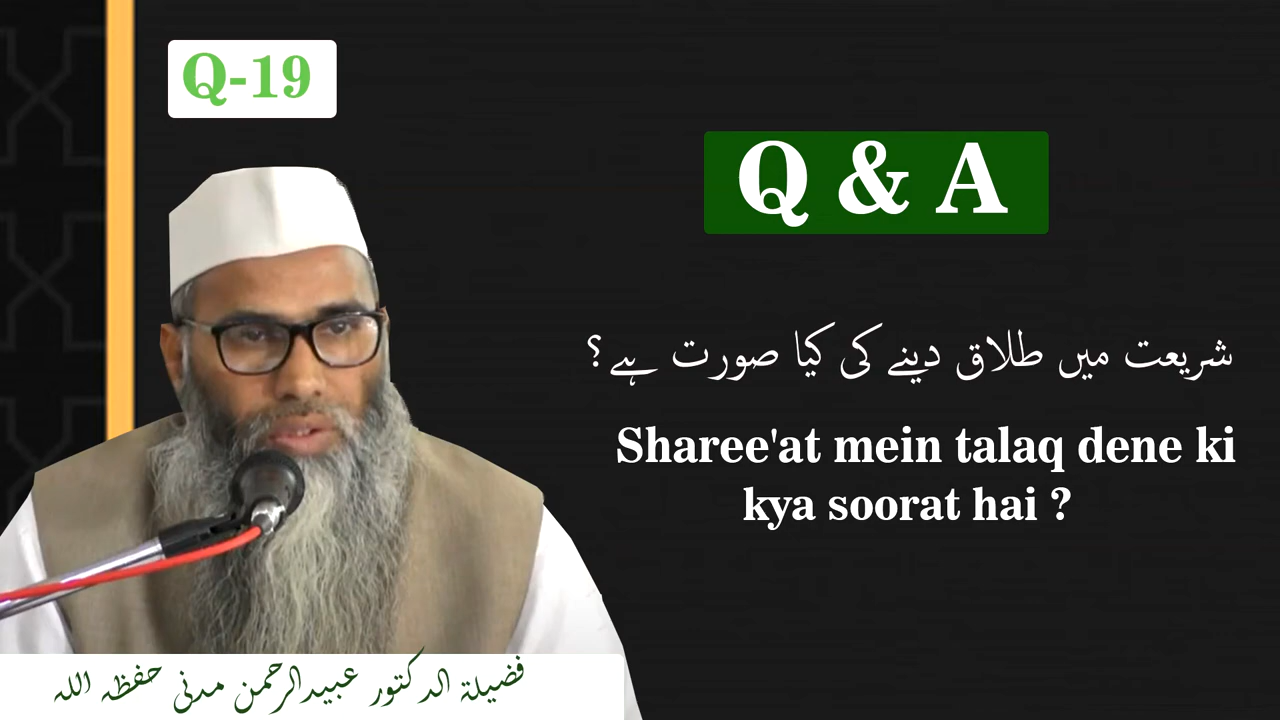 Q-19
Q & A
شریعت میں طلاق دینے کی کیا صورت ہے؟
Sharee'at mein talaq dene ki
kya soorat hai ?
فضیلۃ الدکتور عبیدالرحمن مدنی حفظہ اللہ